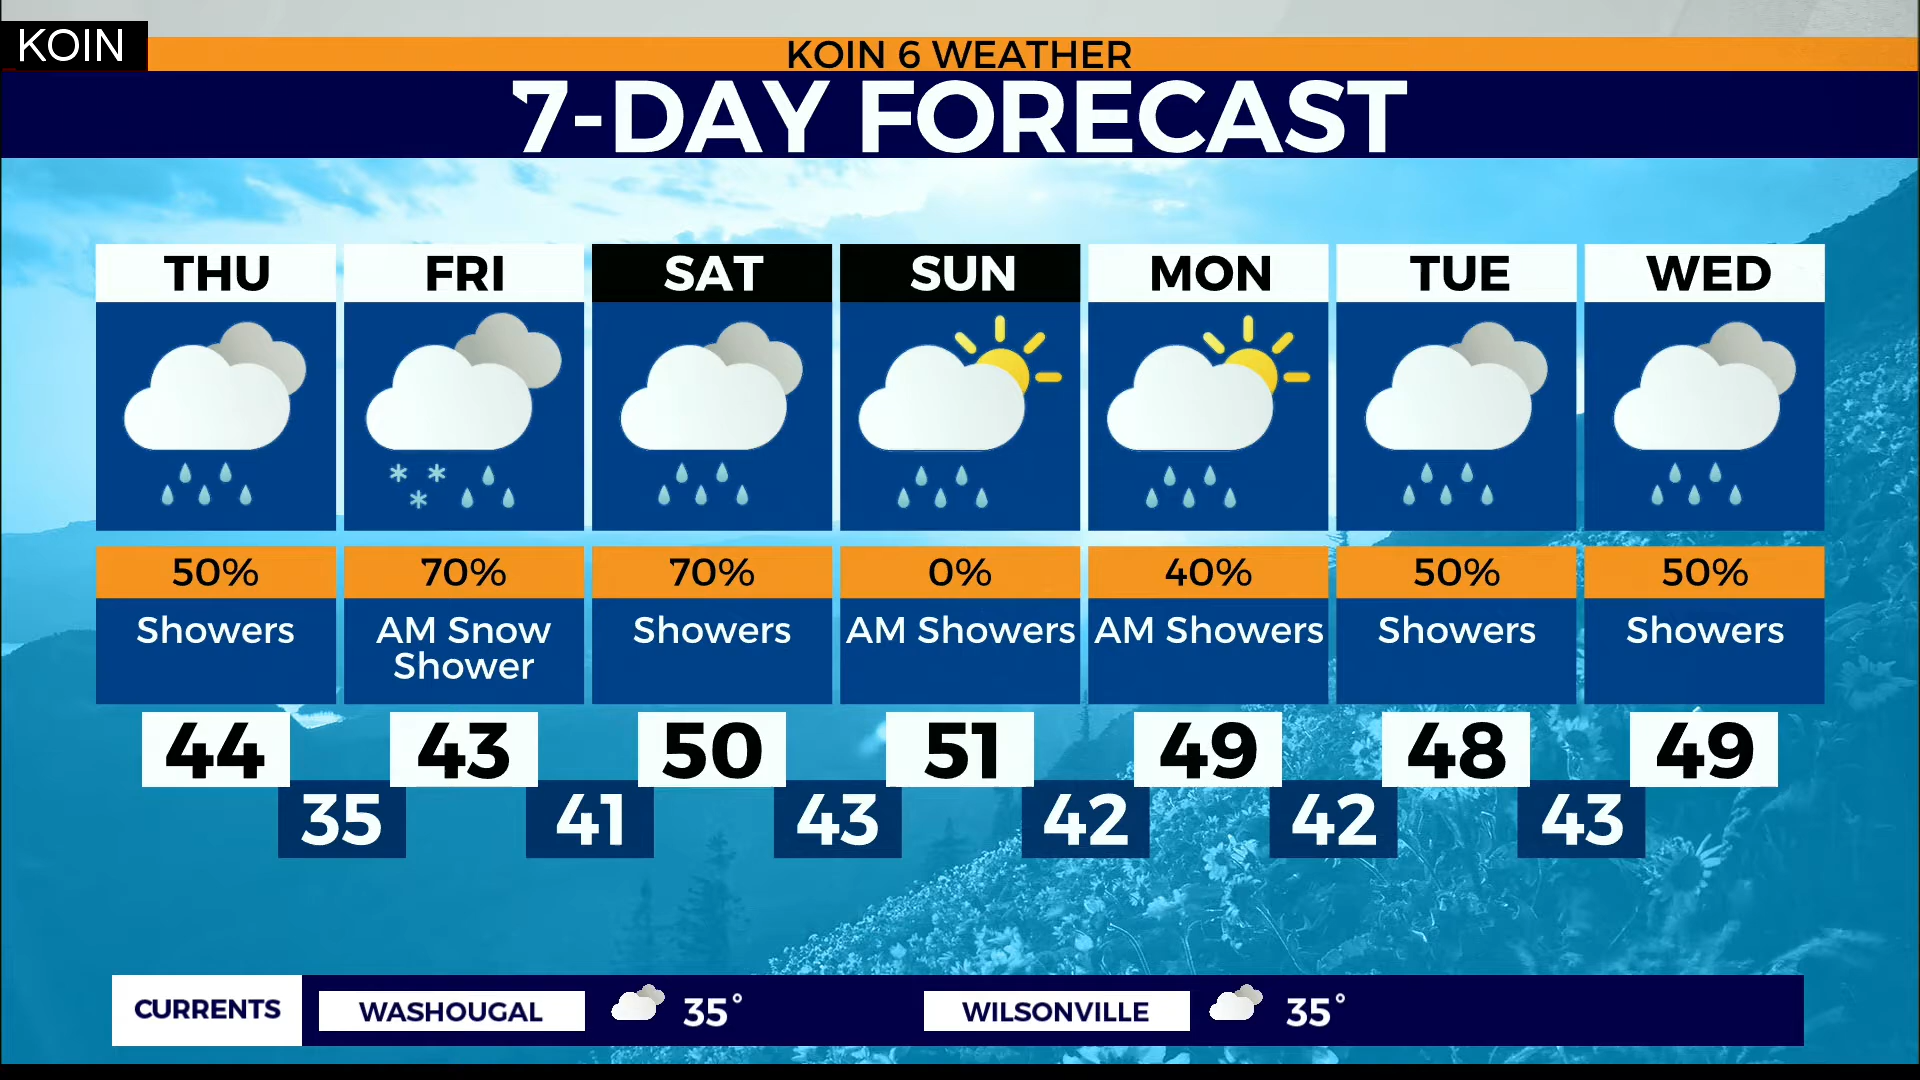 KOIN
KOIN 6 WEATHER
7-DAY FORECAST
THU FRI SAT SUN MON TUE WED
50% 70% 70% 0% 40% 50% 50%
Showers AM Snow Showers AM Showers AM Showers Showers Showers
Shower
44 43 50 51 49 48 49
35 41 43 42 42 43
CURRENTS WASHOUGAL 35° WILSONVILLE 35°